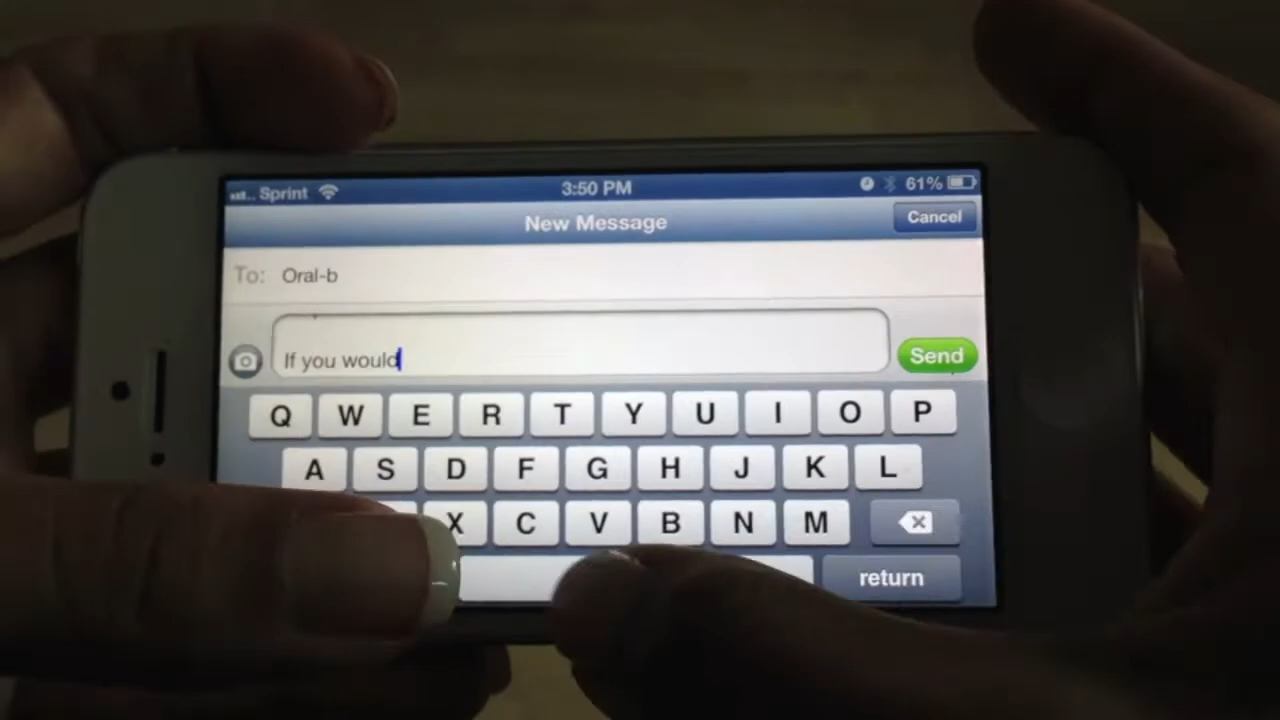 Sprint 3:50 PM 61%
New Message Cancel
To: Oral-b
If you would
Send
Q W E R T Y U I O P
A S D F G H J K L
X C V B N M
return